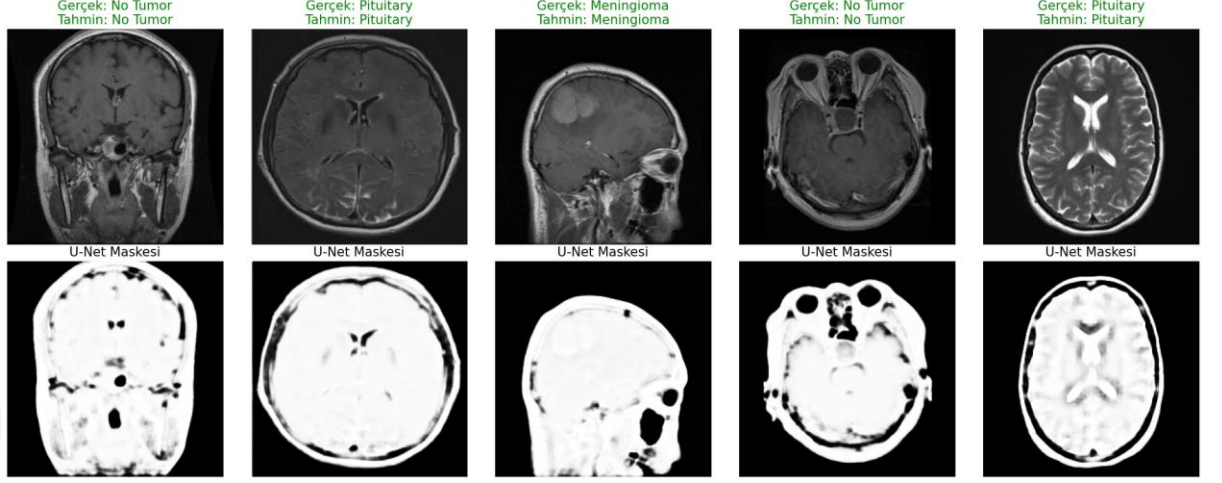 Gerçek: No Tumor
Tahmin: No Tumor
Gerçek: Pituitary
Tahmin: Pituitary
Gerçek: Meningioma
Tahmin: Meningioma
Gerçek: No Tumor
Tahmin: No Tumor
Gerçek: Pituitary
Tahmin: Pituitary
U-Net Maskesi
U-Net Maskesi
U-Net Maskesi
U-Net Maskesi
U-Net Maskesi